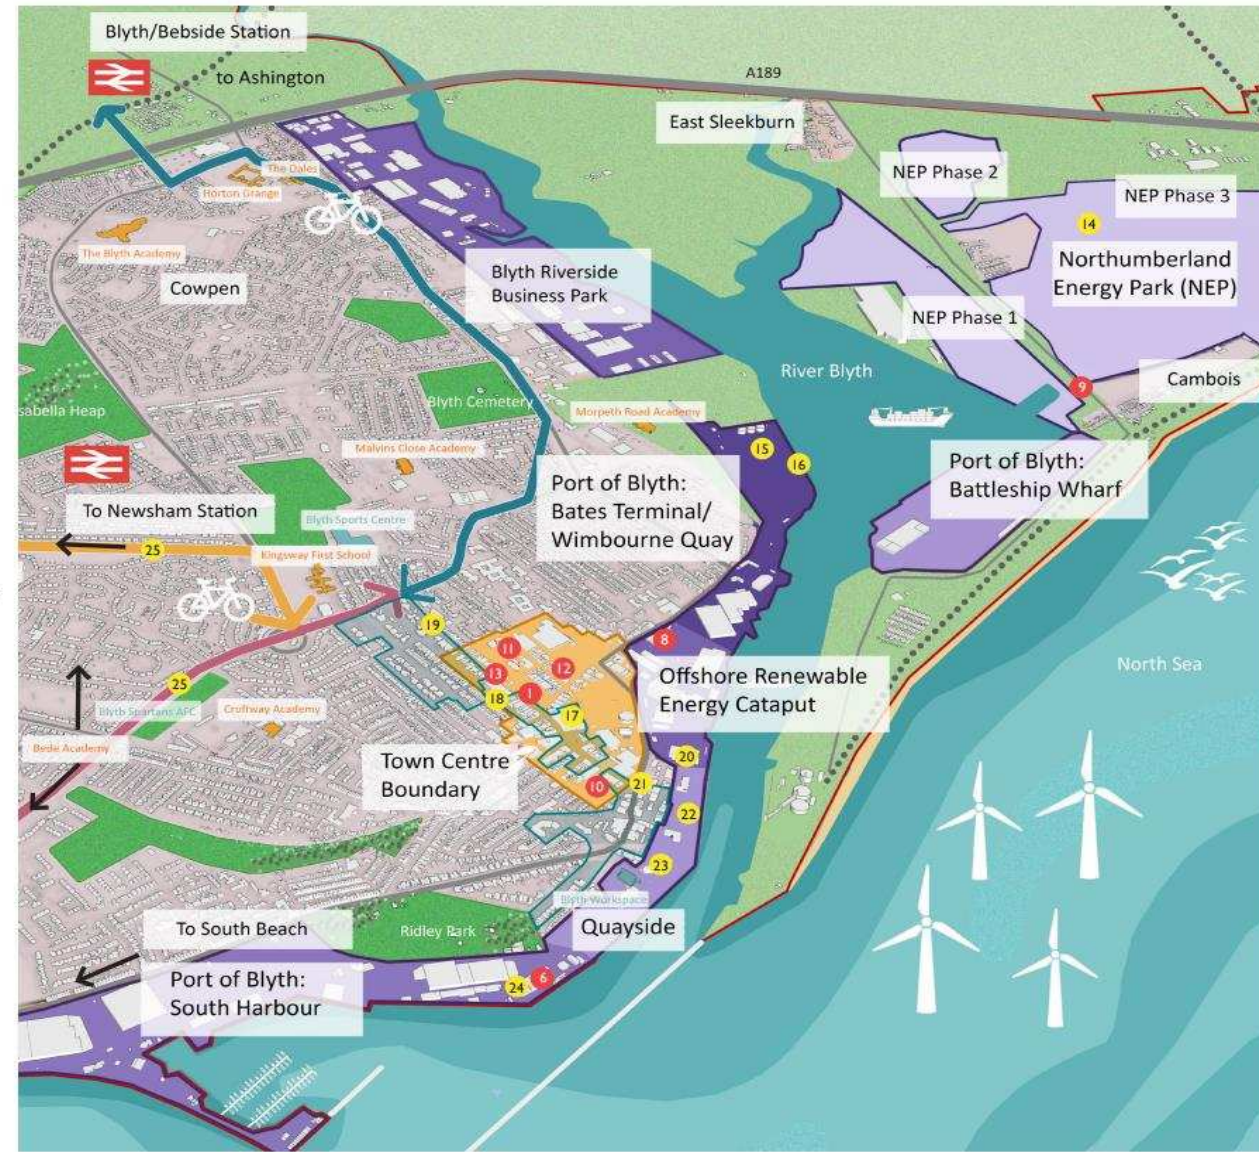 Blyth/Bebside Station
to Ashington
A189
East Sleekburn
NEP Phase 2
NEP Phase 3
14
Northumberland
Energy Park (NEP)
The Dales
Horton Grange
The Blyth Academy
Cowpen
Blyth Riverside
Business Park
NEP Phase 1
River Blyth
9
Cambois
Isabella Heap
Blyth Cemetery
Morpeth Road Academy
Malvins Close Academy
15
16
Port of Blyth:
Bates Terminal/
Wimbourne Quay
Port of Blyth:
Battleship Wharf
To Newsham Station
Blyth Sports Centre
25
Kingsway First School
19
8
11
12
13
1
18
17
Offshore Renewable
Energy Cataput
North Sea
25
Blyth Spartans AFC
Croftway Academy
Bede Academy
Town Centre
Boundary
20
10
21
22
23
Blyth Workspace
To South Beach
Ridley Park
Quayside
Port of Blyth:
South Harbour
24
6